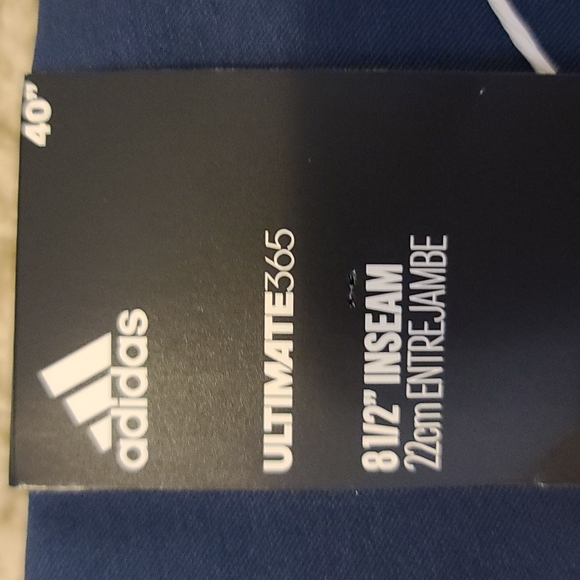 40"
adidas
ULTIMATE365
8 1/2" INSEAM
22cm ENTREJAMBE